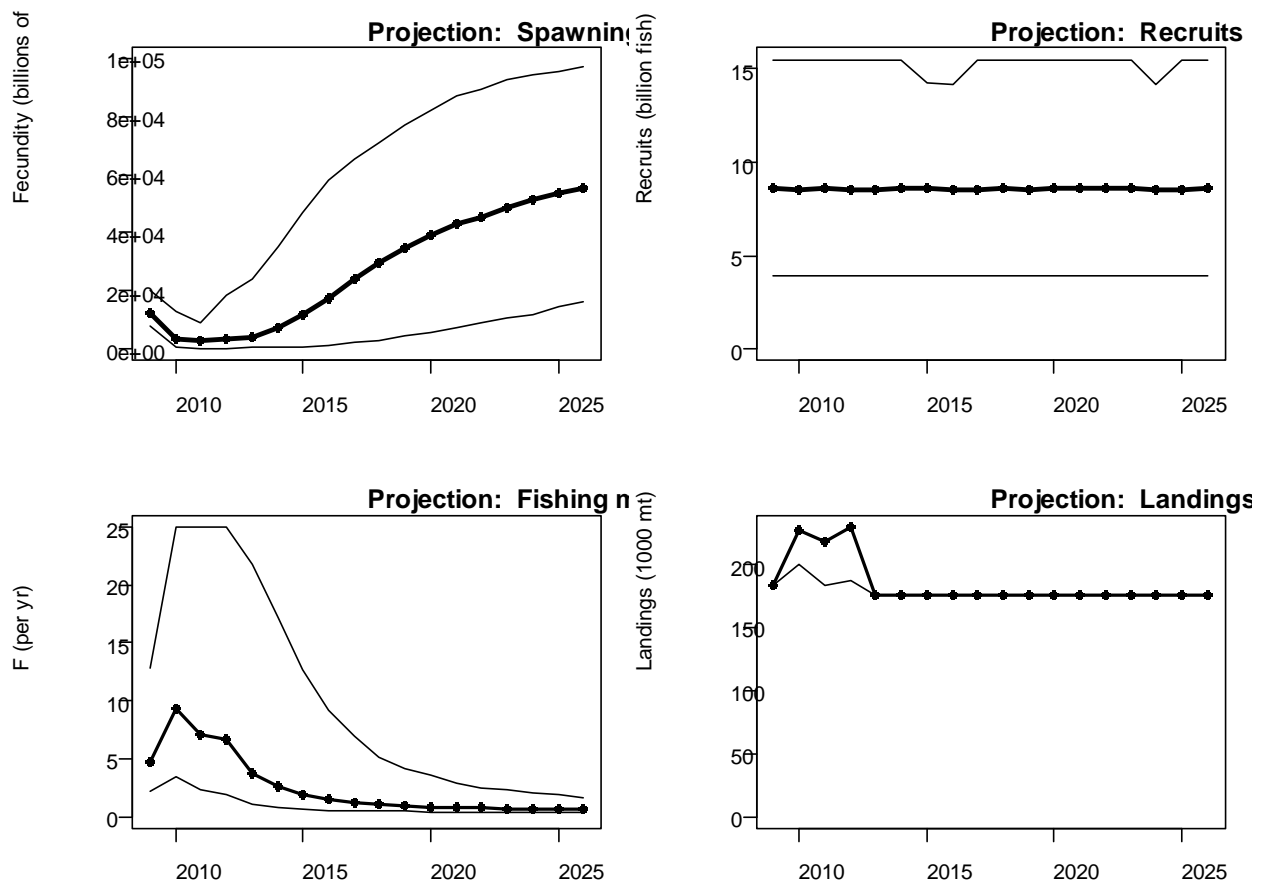 Projection: Spawning
Fecundity (billions of
1e+05
8e+04
6e+04
4e+04
2e+04
0e+00
2010 2015 2020 2025
Projection: Recruits
Recruits (billion fish)
15
10
5
0
2010 2015 2020 2025
Projection: Fishing m
F (per yr)
25
20
15
10
5
0
2010 2015 2020 2025
Projection: Landings
Landings (1000 mt)
200
150
100
50
0
2010 2015 2020 2025